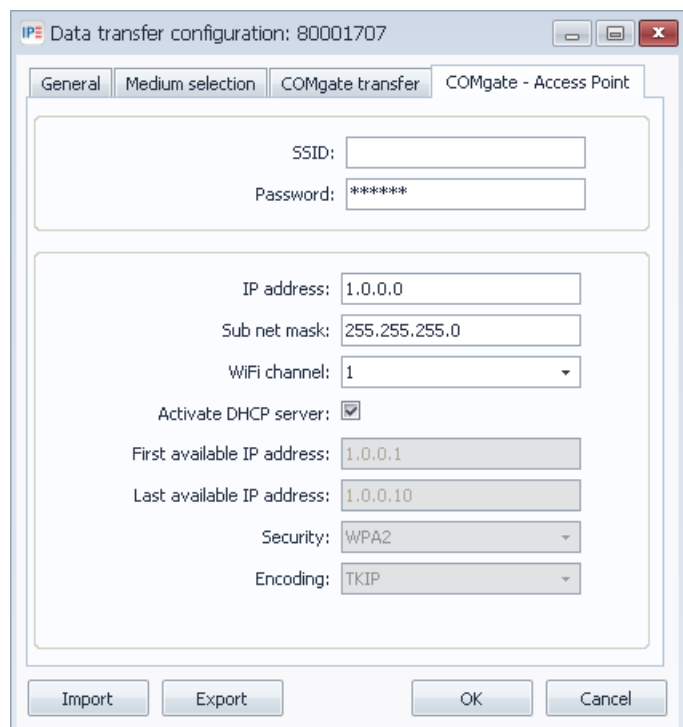 IPE Data transfer configuration: 80001707
General Medium selection COMgate transfer COMgate - Access Point
SSID:
Password: ******
IP address: 1.0.0.0
Sub net mask: 255.255.255.0
WiFi channel: 1
Activate DHCP server:
First available IP address: 1.0.0.1
Last available IP address: 1.0.0.10
Security: WPA2
Encoding: TKIP
Import Export OK Cancel